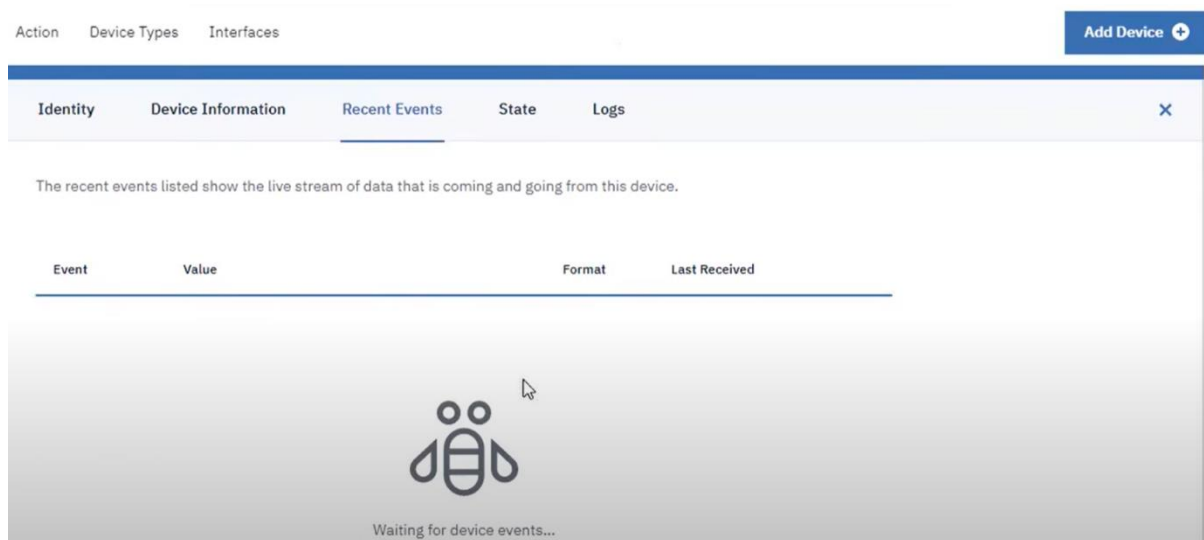 Action Device Types Interfaces Add Device
Identity Device Information Recent Events State Logs
The recent events listed show the live stream of data that is coming and going from this device.
Event Value Format Last Received
Waiting for device events...